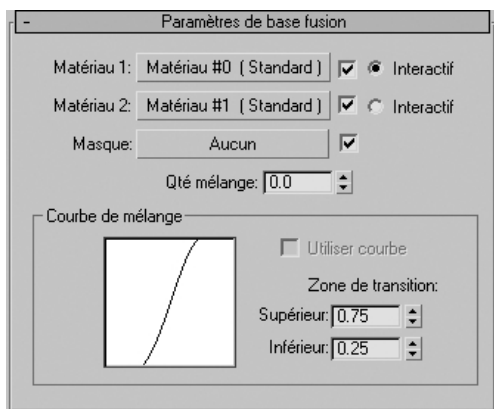 - Paramètres de base fusion
Matériau 1: Matériau #0 ( Standard ) Interactif
Matériau 2: Matériau #1 ( Standard ) Interactif
Masque: Aucun
Qté mélange: 0.0
Courbe de mélange
Utiliser courbe
Zone de transition:
Supérieur: 0.75
Inférieur: 0.25